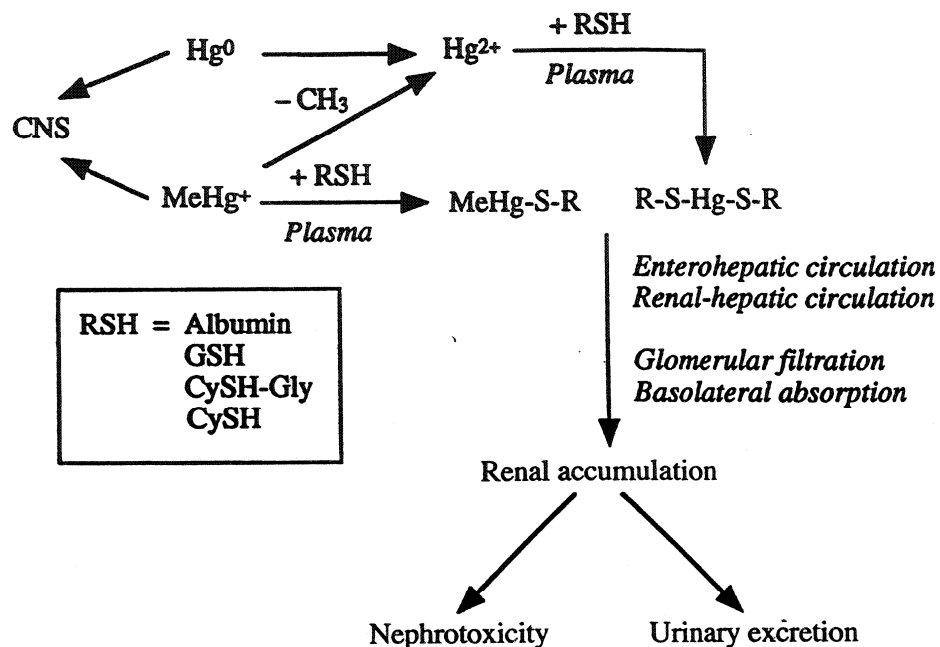 + RSH
Hg⁰
Hg²⁺
Plasma
– CH₃
CNS
+ RSH
MeHg⁺
MeHg-S-R
R-S-Hg-S-R
Plasma
Enterohepatic circulation
Renal-hepatic circulation
RSH = Albumin
GSH
CySH-Gly
CySH
Glomerular filtration
Basolateral absorption
Renal accumulation
Nephrotoxicity
Urinary excretion